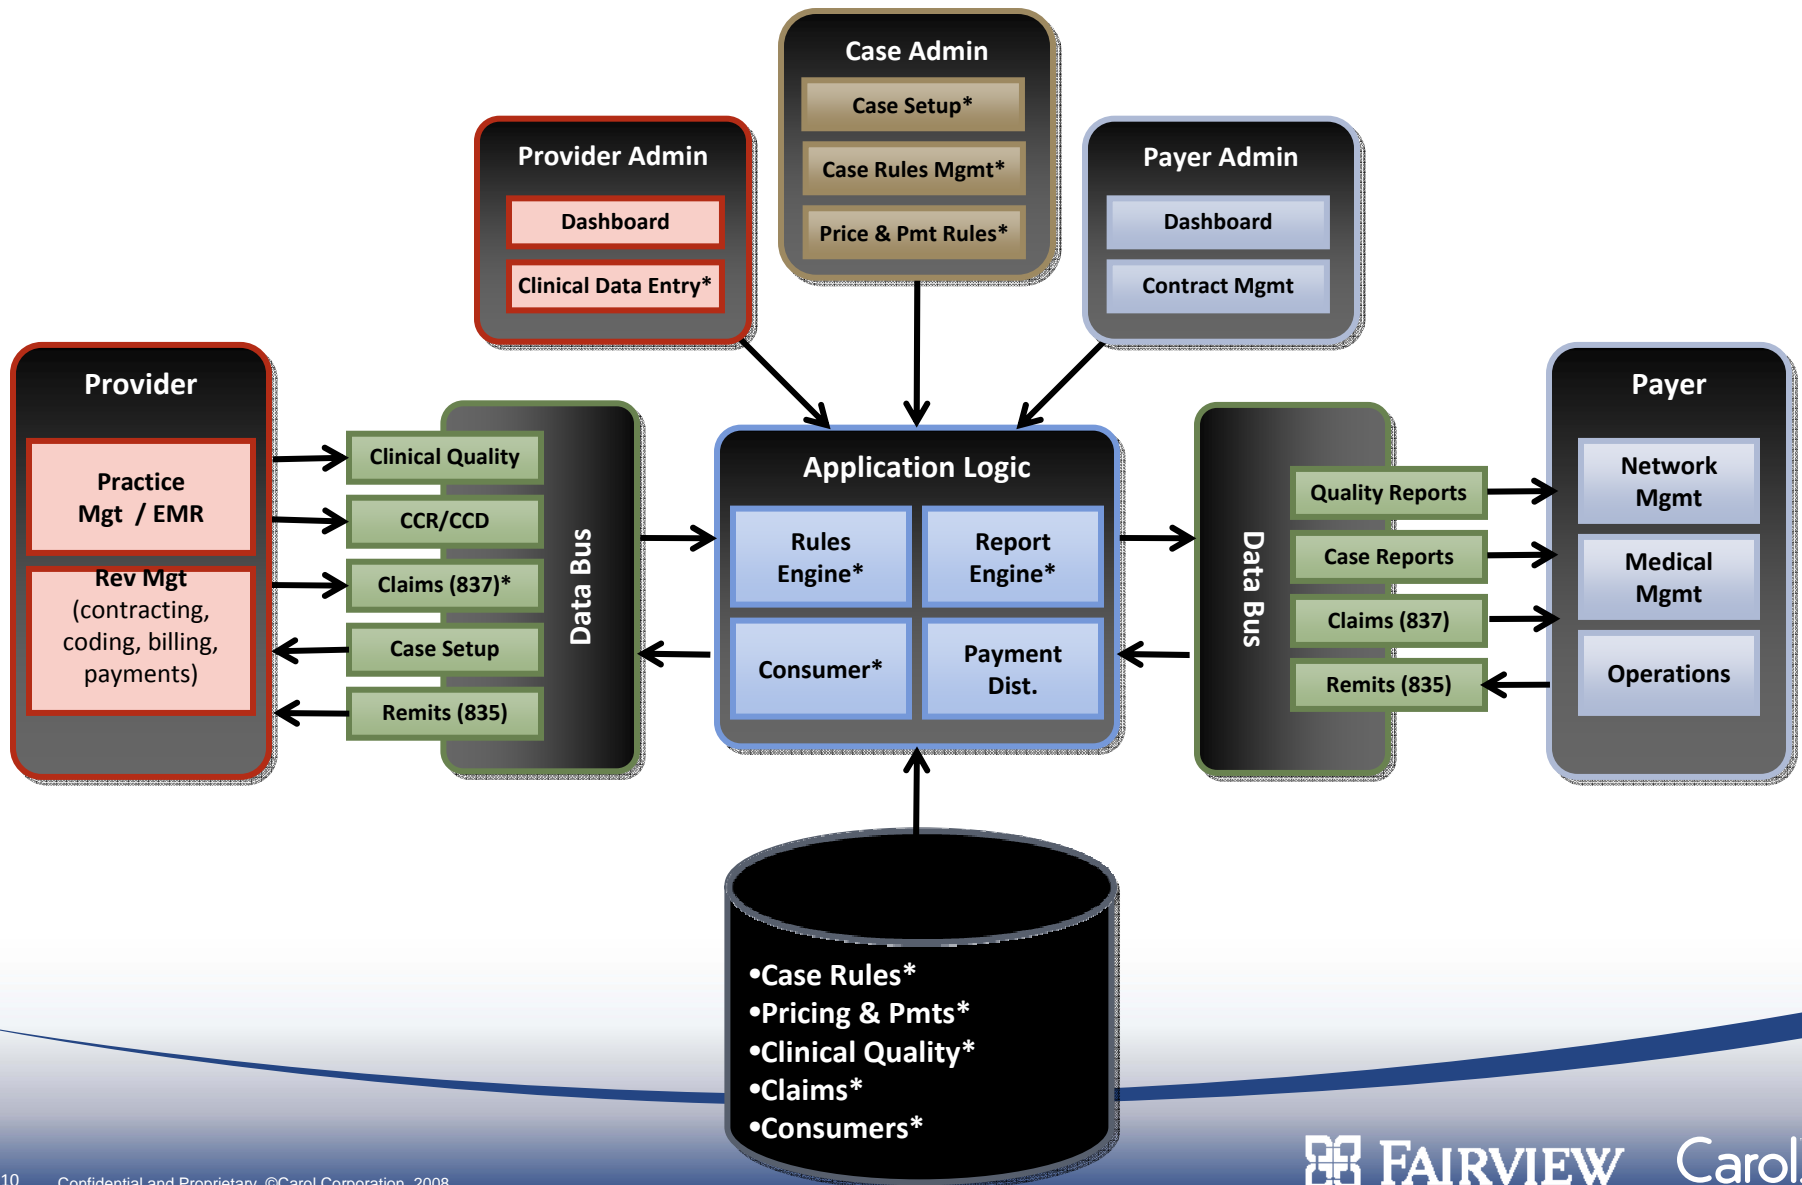 Case Admin
Case Setup*
Case Rules Mgmt*
Price & Pmt Rules*
Provider Admin
Dashboard
Clinical Data Entry*
Payer Admin
Dashboard
Contract Mgmt
Provider
Practice
Mgt / EMR
Rev Mgt
(contracting,
coding, billing,
payments)
Clinical Quality
CCR/CCD
Claims (837)*
Case Setup
Remits (835)
Data Bus
Application Logic
Rules
Engine*
Report
Engine*
Consumer*
Payment
Dist.
Data Bus
Quality Reports
Case Reports
Claims (837)
Remits (835)
Payer
Network
Mgmt
Medical
Mgmt
Operations
•Case Rules*
•Pricing & Pmts*
•Clinical Quality*
•Claims*
•Consumers*
10
Confidential and Proprietary ©Carol Corporation 2008
FAIRVIEW
Carol